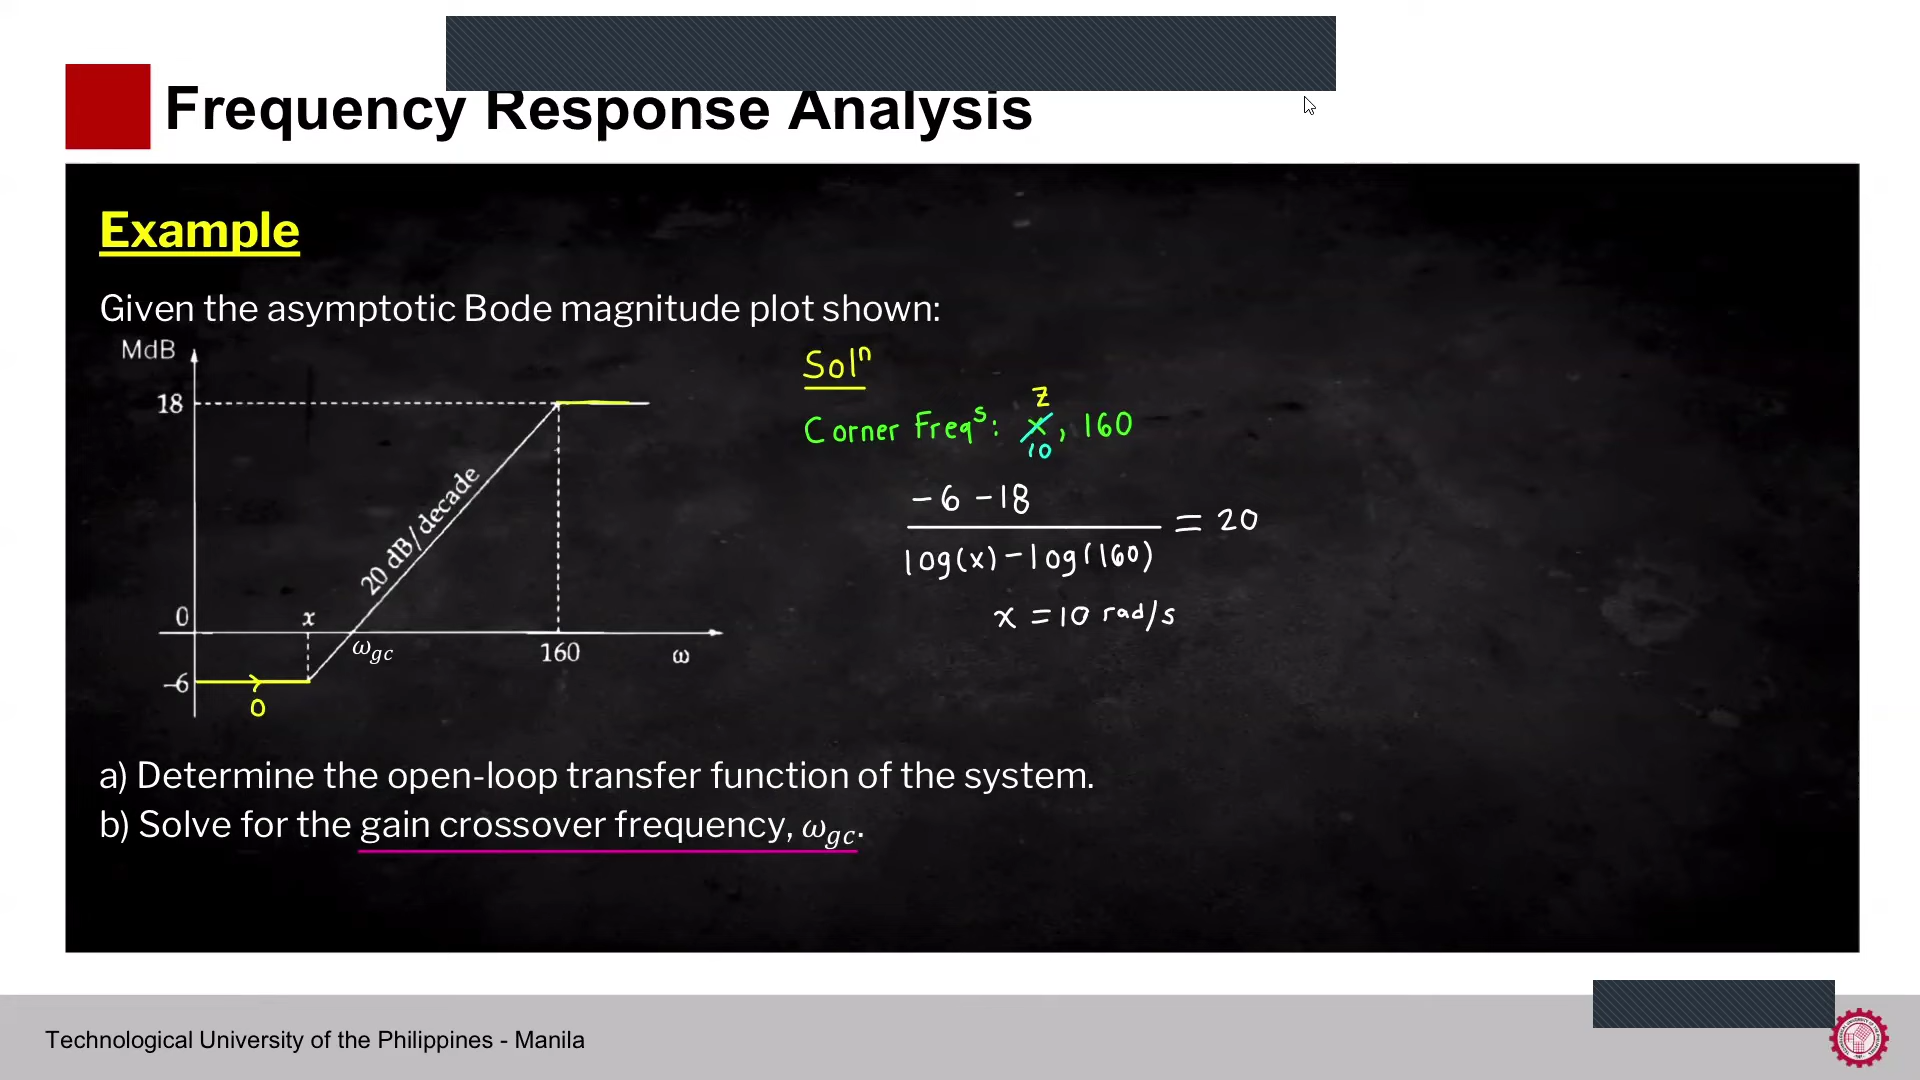 Frequency Response Analysis
Example
Given the asymptotic Bode magnitude plot shown:
MdB
18
20 dB/decade
0
x
ω_gc
160
ω
–6
0
Solⁿ
z
Corner Freqˢ: x, 160
10
-6 -18
log(x) - log(160)
= 20
x = 10 rad/s
a) Determine the open-loop transfer function of the system.
b) Solve for the gain crossover frequency, ω_gc.
Technological University of the Philippines - Manila